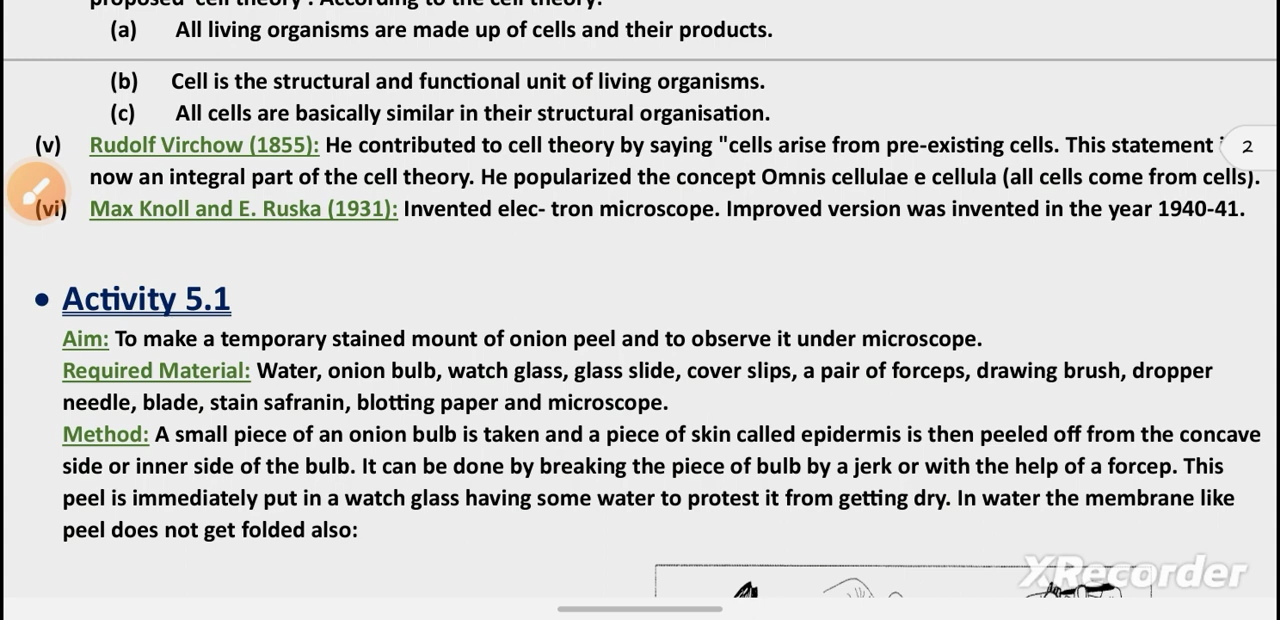 proposed 'cell theory'. According to the cell theory:
(a) All living organisms are made up of cells and their products.
(b) Cell is the structural and functional unit of living organisms.
(c) All cells are basically similar in their structural organisation.
(v) Rudolf Virchow (1855): He contributed to cell theory by saying "cells arise from pre-existing cells. This statement
2
now an integral part of the cell theory. He popularized the concept Omnis cellulae e cellula (all cells come from cells).
(vi) Max Knoll and E. Ruska (1931): Invented elec- tron microscope. Improved version was invented in the year 1940-41.
• Activity 5.1
Aim: To make a temporary stained mount of onion peel and to observe it under microscope.
Required Material: Water, onion bulb, watch glass, glass slide, cover slips, a pair of forceps, drawing brush, dropper
needle, blade, stain safranin, blotting paper and microscope.
Method: A small piece of an onion bulb is taken and a piece of skin called epidermis is then peeled off from the concave
side or inner side of the bulb. It can be done by breaking the piece of bulb by a jerk or with the help of a forcep. This
peel is immediately put in a watch glass having some water to protest it from getting dry. In water the membrane like
peel does not get folded also:
XRecorder